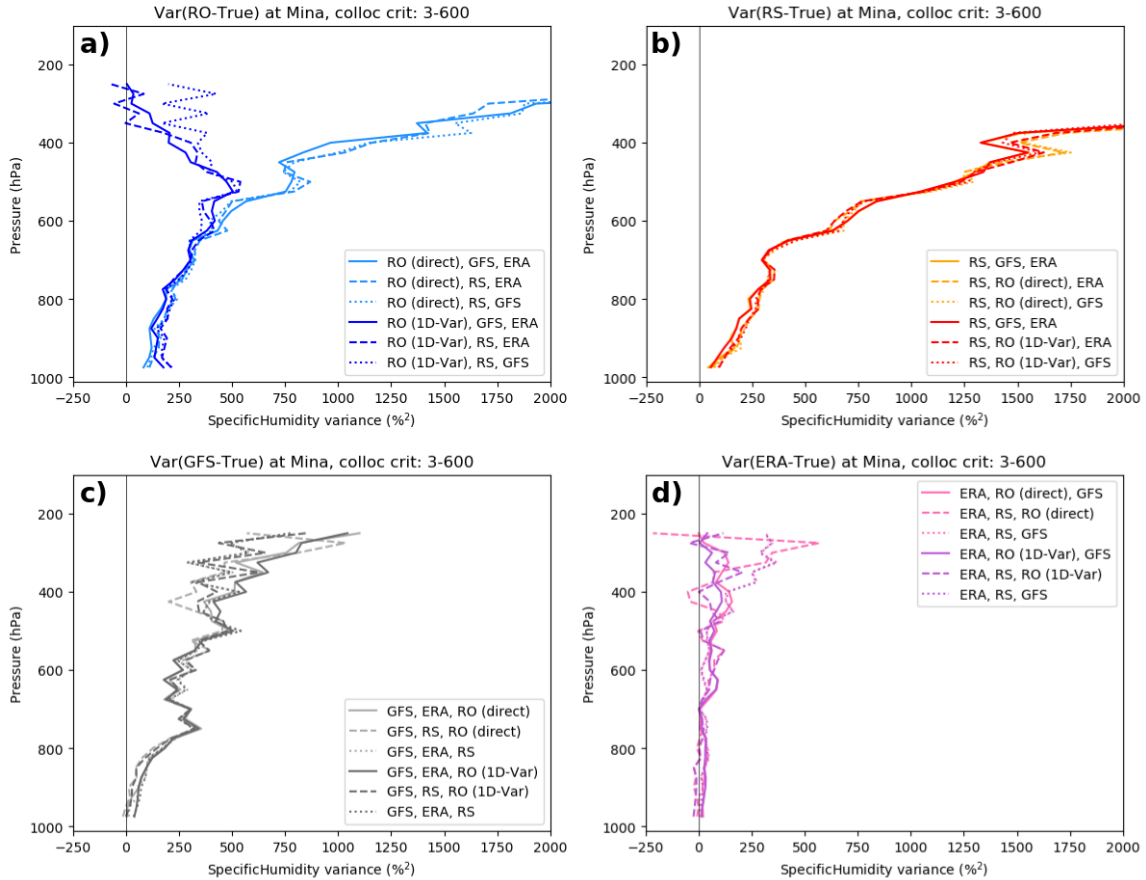 Var(RO-True) at Mina, colloc crit: 3-600
a)
200
400
600
800
1000
Pressure (hPa)
−250 0 250 500 750 1000 1250 1500 1750 2000
SpecificHumidity variance (%²)
RO (direct), GFS, ERA
RO (direct), RS, ERA
RO (direct), RS, GFS
RO (1D-Var), GFS, ERA
RO (1D-Var), RS, ERA
RO (1D-Var), RS, GFS
Var(RS-True) at Mina, colloc crit: 3-600
b)
200
400
600
800
1000
Pressure (hPa)
−250 0 250 500 750 1000 1250 1500 1750 2000
SpecificHumidity variance (%²)
RS, GFS, ERA
RS, RO (direct), ERA
RS, RO (direct), GFS
RS, GFS, ERA
RS, RO (1D-Var), ERA
RS, RO (1D-Var), GFS
Var(GFS-True) at Mina, colloc crit: 3-600
c)
200
400
600
800
1000
Pressure (hPa)
−250 0 250 500 750 1000 1250 1500 1750 2000
SpecificHumidity variance (%²)
GFS, ERA, RO (direct)
GFS, RS, RO (direct)
GFS, ERA, RS
GFS, ERA, RO (1D-Var)
GFS, RS, RO (1D-Var)
GFS, ERA, RS
Var(ERA-True) at Mina, colloc crit: 3-600
d)
200
400
600
800
1000
Pressure (hPa)
−250 0 250 500 750 1000 1250 1500 1750 2000
SpecificHumidity variance (%²)
ERA, RO (direct), GFS
ERA, RS, RO (direct)
ERA, RS, GFS
ERA, RO (1D-Var), GFS
ERA, RS, RO (1D-Var)
ERA, RS, GFS